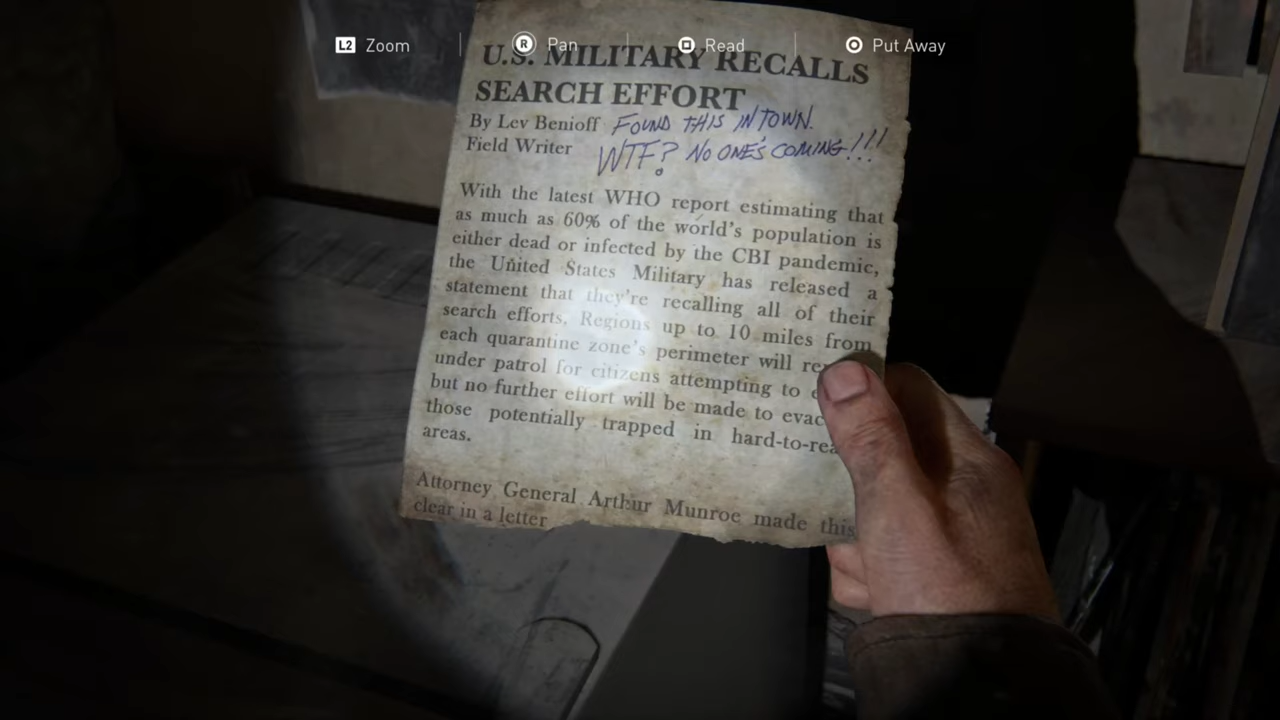 L2 Zoom R Pan Read Put Away
U.S. MILITARY RECALLS
SEARCH EFFORT
By Lev Benioff FOUND THIS IN TOWN.
Field Writer WTF? NO ONE'S COMING!!!
With the latest WHO report estimating that
as much as 60% of the world's population is
either dead or infected by the CBI pandemic,
the United States Military has released a
statement that they're recalling all of their
search efforts. Regions up to 10 miles from
each quarantine zone's perimeter will
under patrol for citizens attempting to
but no further effort will be made to
those potentially trapped in
areas.
Attorney General Arthur Munroe made this
clear in a letter